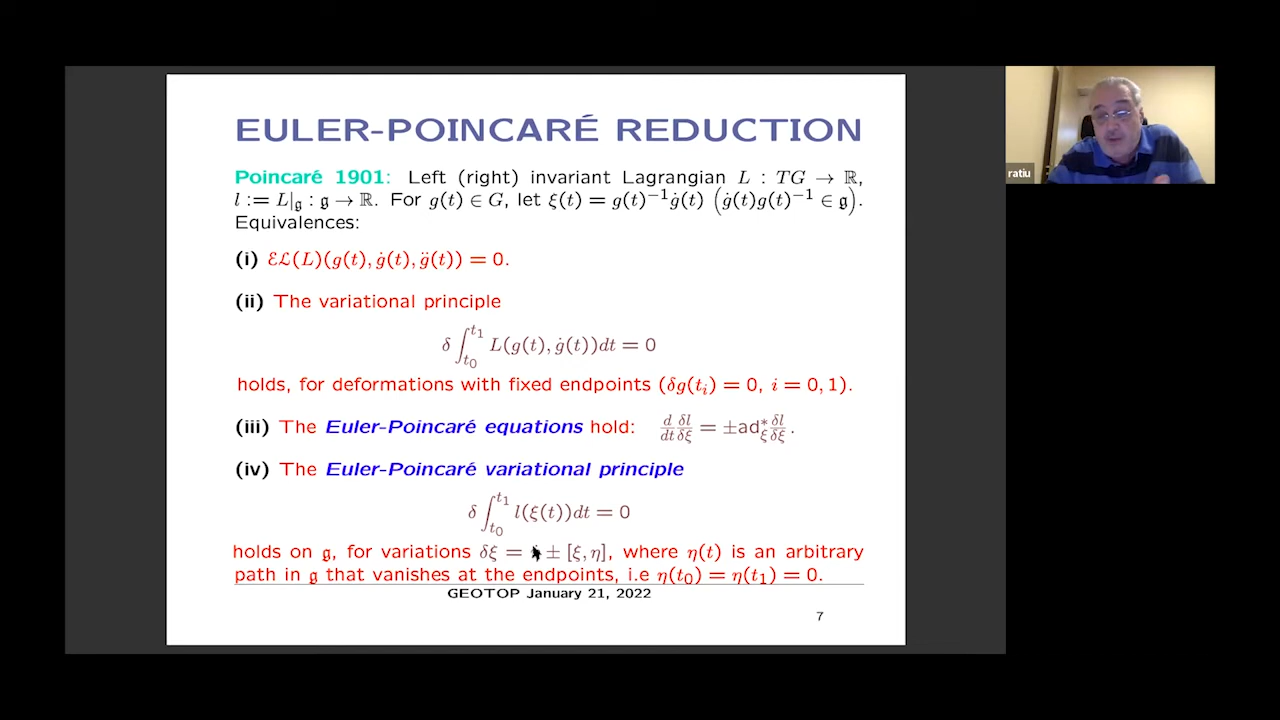 EULER-POINCARÉ REDUCTION
Poincaré 1901: Left (right) invariant Lagrangian L : TG → ℝ,
l := L|𝔤 : 𝔤 → ℝ. For g(t) ∈ G, let ξ(t) = g(t)⁻¹ġ(t) (ġ(t)g(t)⁻¹ ∈ 𝔤).
Equivalences:
(i) ℰℒ(L)(g(t), ġ(t), g̈(t)) = 0.
(ii) The variational principle
δ ∫_{t₀}^{t₁} L(g(t), ġ(t))dt = 0
holds, for deformations with fixed endpoints (δg(tᵢ) = 0, i = 0, 1).
(iii) The Euler-Poincaré equations hold: d/dt δl/δξ = ±ad*_ξ δl/δξ .
(iv) The Euler-Poincaré variational principle
δ ∫_{t₀}^{t₁} l(ξ(t))dt = 0
holds on 𝔤, for variations δξ = ± [ξ, η], where η(t) is an arbitrary
path in 𝔤 that vanishes at the endpoints, i.e η(t₀) = η(t₁) = 0.
GEOTOP January 21, 2022
7
ratiu